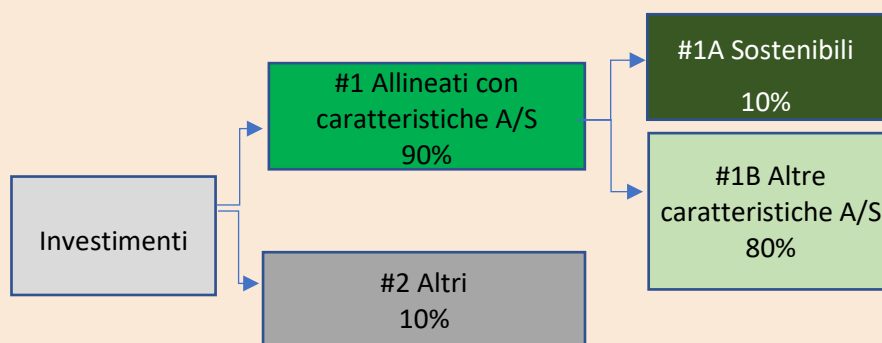 Investimenti
#1 Allineati con
caratteristiche A/S
90%
#2 Altri
10%
#1A Sostenibili
10%
#1B Altre
caratteristiche A/S
80%